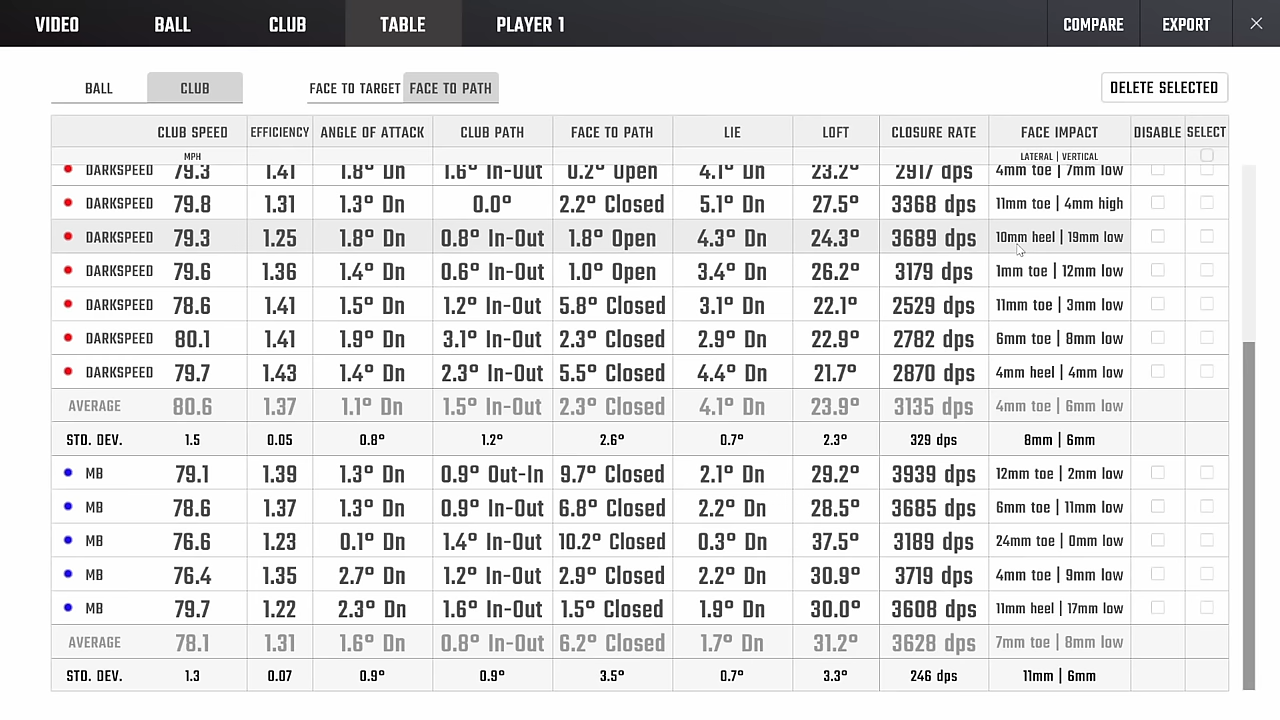 VIDEO BALL CLUB TABLE PLAYER 1 COMPARE EXPORT
BALL CLUB FACE TO TARGET FACE TO PATH DELETE SELECTED
CLUB SPEED EFFICIENCY ANGLE OF ATTACK CLUB PATH FACE TO PATH LIE LOFT CLOSURE RATE FACE IMPACT DISABLE SELECT
MPH LATERAL | VERTICAL
DARKSPEED 79.3 1.41 1.8° Dn 1.6° In-Out 0.2° Open 4.1° Dn 23.2° 2917 dps 4mm toe | 7mm low
DARKSPEED 79.8 1.31 1.3° Dn 0.0° 2.2° Closed 5.1° Dn 27.5° 3368 dps 11mm toe | 4mm high
DARKSPEED 79.3 1.25 1.8° Dn 0.8° In-Out 1.8° Open 4.3° Dn 24.3° 3689 dps 10mm heel | 19mm low
DARKSPEED 79.6 1.36 1.4° Dn 0.6° In-Out 1.0° Open 3.4° Dn 26.2° 3179 dps 1mm toe | 12mm low
DARKSPEED 78.6 1.41 1.5° Dn 1.2° In-Out 5.8° Closed 3.1° Dn 22.1° 2529 dps 11mm toe | 3mm low
DARKSPEED 80.1 1.41 1.9° Dn 3.1° In-Out 2.3° Closed 2.9° Dn 22.9° 2782 dps 6mm toe | 8mm low
DARKSPEED 79.7 1.43 1.4° Dn 2.3° In-Out 5.5° Closed 4.4° Dn 21.7° 2870 dps 4mm heel | 4mm low
AVERAGE 80.6 1.37 1.1° Dn 1.5° In-Out 2.3° Closed 4.1° Dn 23.9° 3135 dps 4mm toe | 6mm low
STD. DEV. 1.5 0.05 0.8° 1.2° 2.6° 0.7° 2.3° 329 dps 8mm | 6mm
MB 79.1 1.39 1.3° Dn 0.9° Out-In 9.7° Closed 2.1° Dn 29.2° 3939 dps 12mm toe | 2mm low
MB 78.6 1.37 1.3° Dn 0.9° In-Out 6.8° Closed 2.2° Dn 28.5° 3685 dps 6mm toe | 11mm low
MB 76.6 1.23 0.1° Dn 1.4° In-Out 10.2° Closed 0.3° Dn 37.5° 3189 dps 24mm toe | 0mm low
MB 76.4 1.35 2.7° Dn 1.2° In-Out 2.9° Closed 2.2° Dn 30.9° 3719 dps 4mm toe | 9mm low
MB 79.7 1.22 2.3° Dn 1.6° In-Out 1.5° Closed 1.9° Dn 30.0° 3608 dps 11mm heel | 17mm low
AVERAGE 78.1 1.31 1.6° Dn 0.8° In-Out 6.2° Closed 1.7° Dn 31.2° 3628 dps 7mm toe | 8mm low
STD. DEV. 1.3 0.07 0.9° 0.9° 3.5° 0.7° 3.3° 246 dps 11mm | 6mm